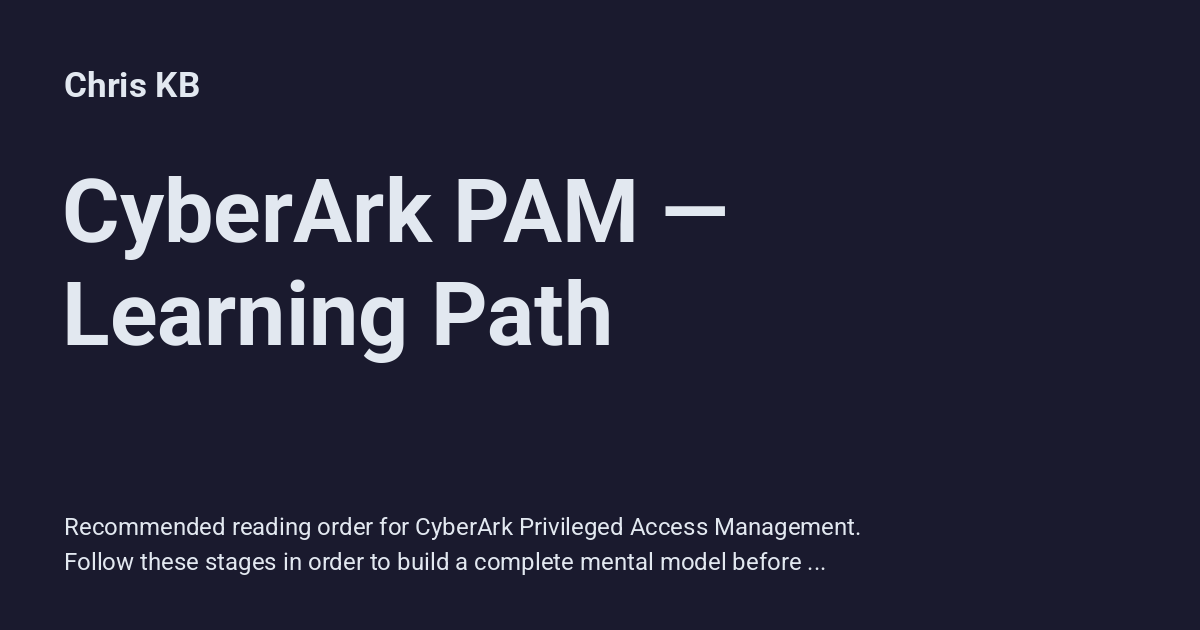 Chris KB
CyberArk PAM —
Learning Path
Recommended reading order for CyberArk Privileged Access Management.
Follow these stages in order to build a complete mental model before ...